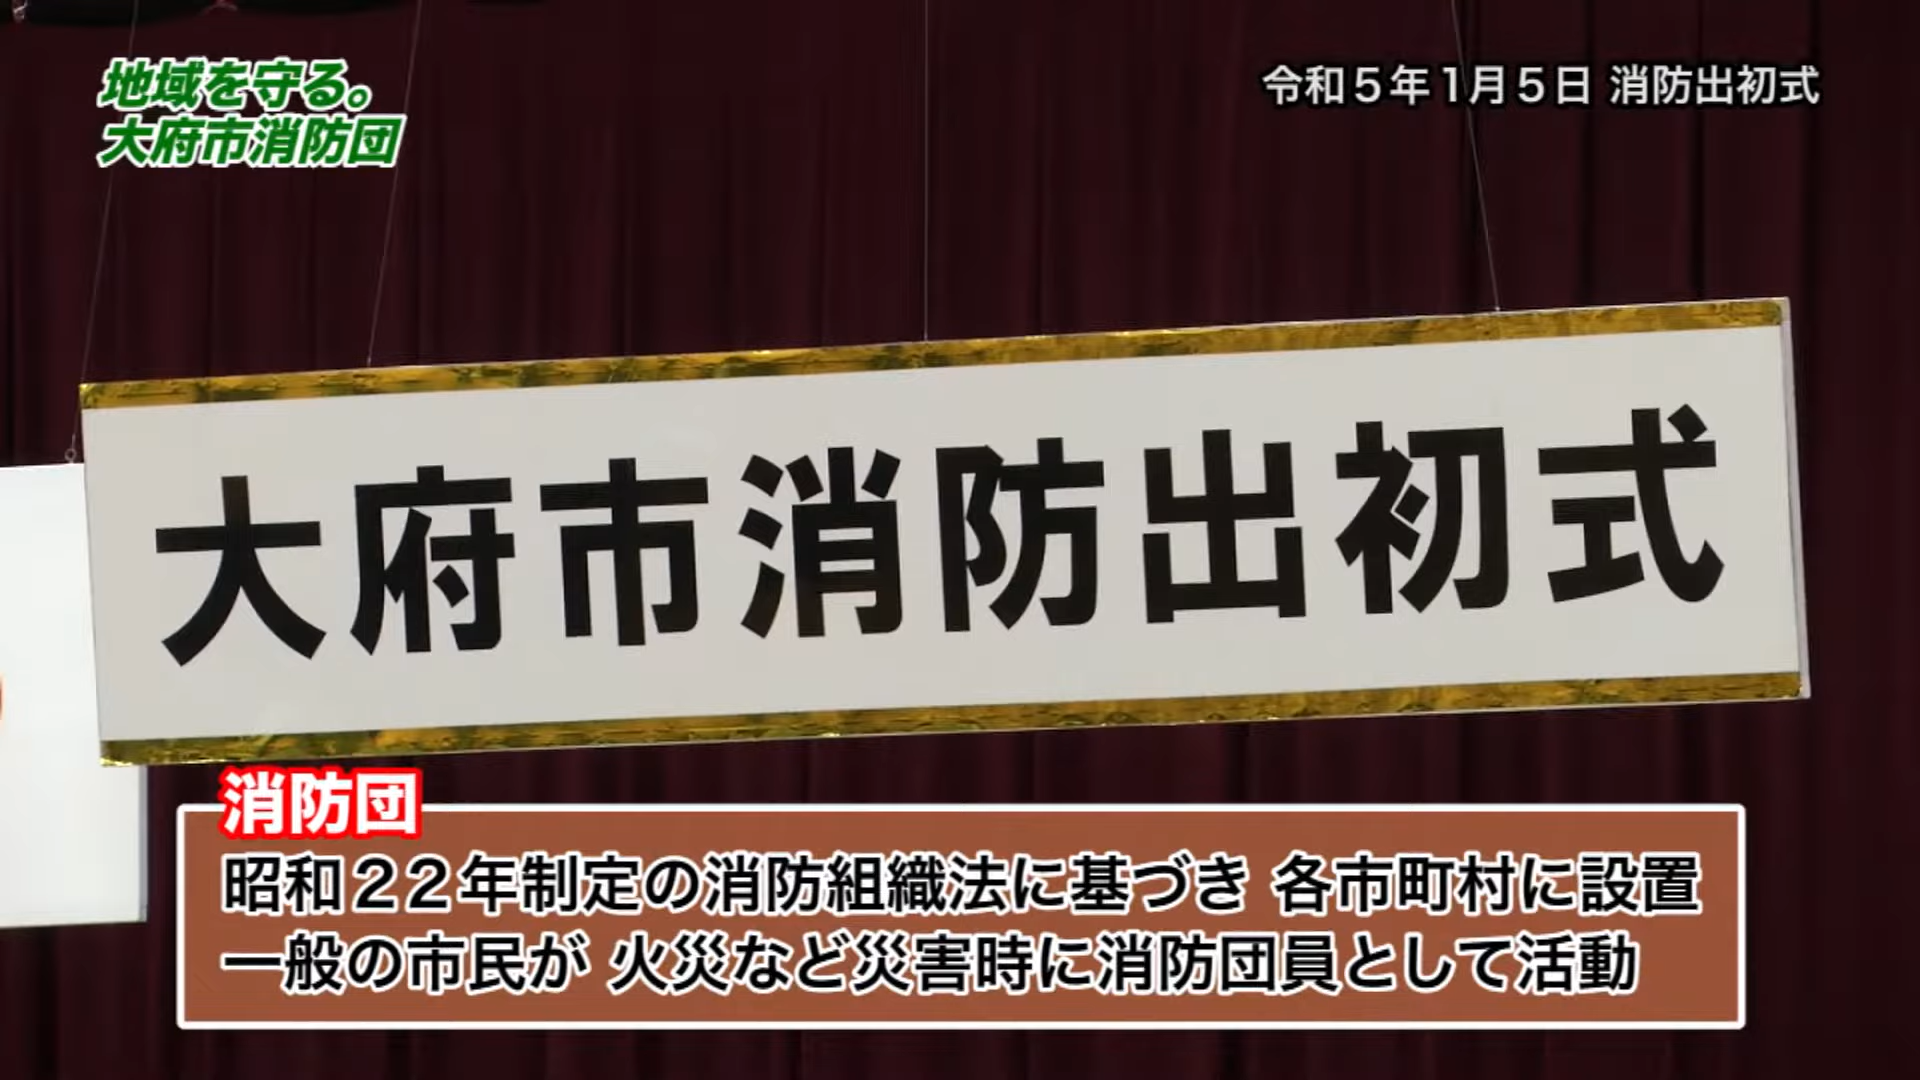 地域を守る。
大府市消防団
令和５年１月５日 消防出初式
大府市消防出初式
消防団
昭和２２年制定の消防組織法に基づき 各市町村に設置
一般の市民が 火災など災害時に消防団員として活動